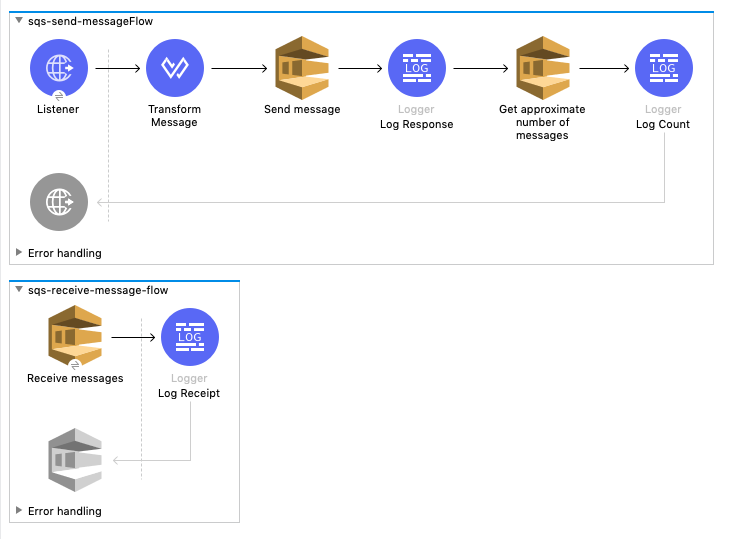 sqs-send-messageFlow
Listener
Transform
Message
Send message
LOG
Logger
Log Response
Get approximate
number of
messages
LOG
Logger
Log Count
Error handling
sqs-receive-message-flow
Receive messages
LOG
Logger
Log Receipt
Error handling